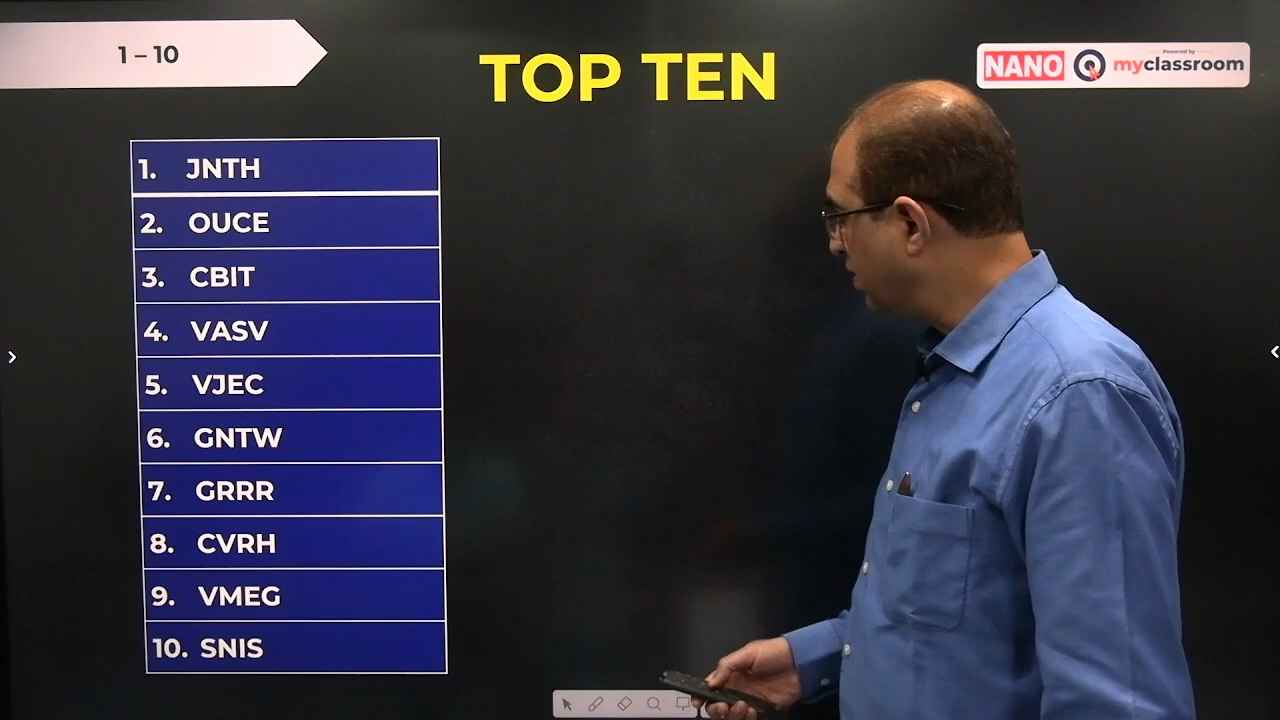 1 – 10
TOP TEN
NANO
Powered by
myclassroom
1. JNTH
2. OUCE
3. CBIT
4. VASV
5. VJEC
6. GNTW
7. GRRR
8. CVRH
9. VMEG
10. SNIS